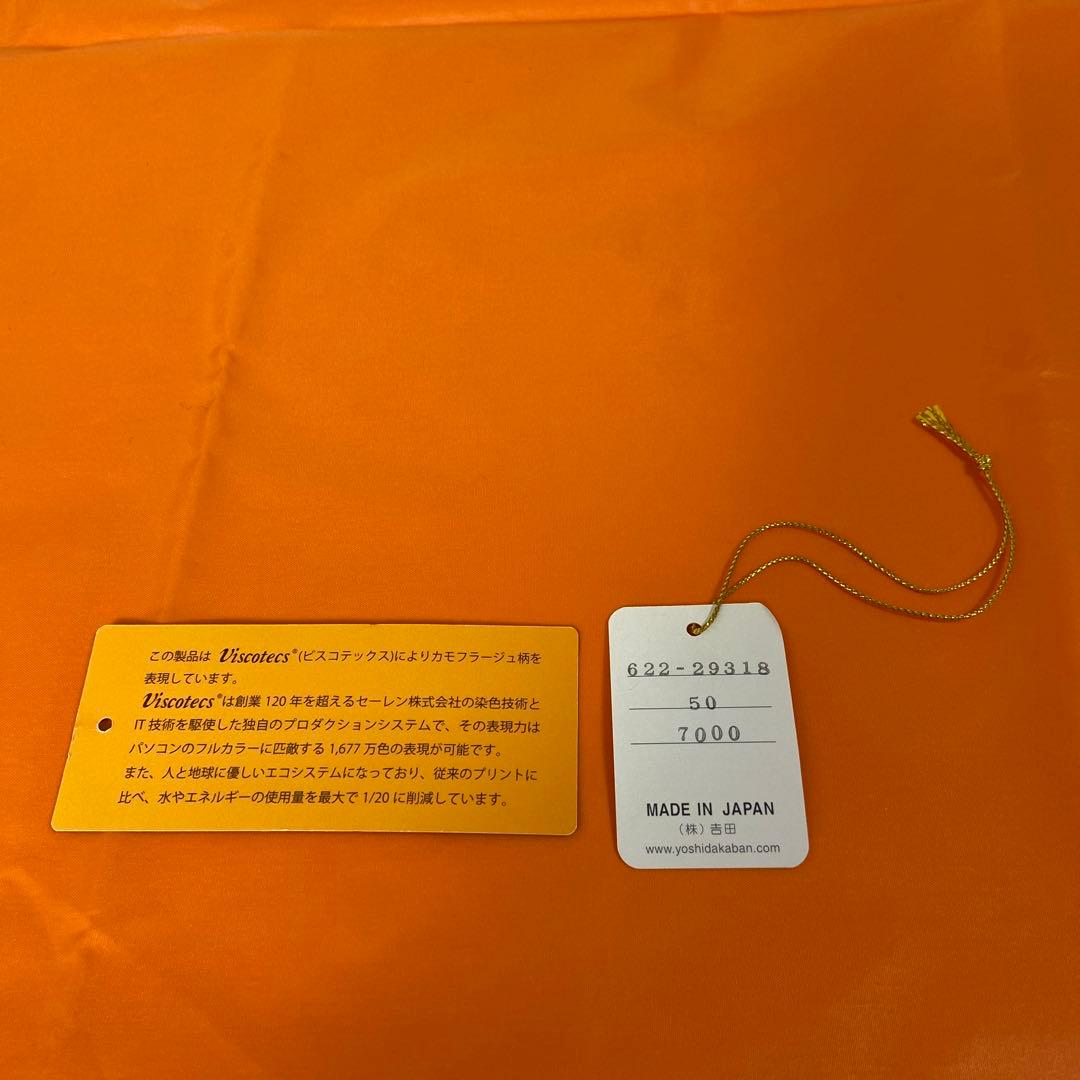 この製品は Viscotecs®(ビスコテックス)によりカモフラージュ柄を
表現しています。
Viscotecs®は創業 120 年を超えるセーレン株式会社の染色技術と
IT 技術を駆使した独自のプロダクションシステムで、その表現力は
パソコンのフルカラーに匹敵する 1,677 万色の表現が可能です。
また、人と地球に優しいエコシステムになっており、従来のプリントに
比べ、水やエネルギーの使用量を最大で 1/20 に削減しています。
622-29318
50
7000
MADE IN JAPAN
(株)吉田
www.yoshidakaban.com